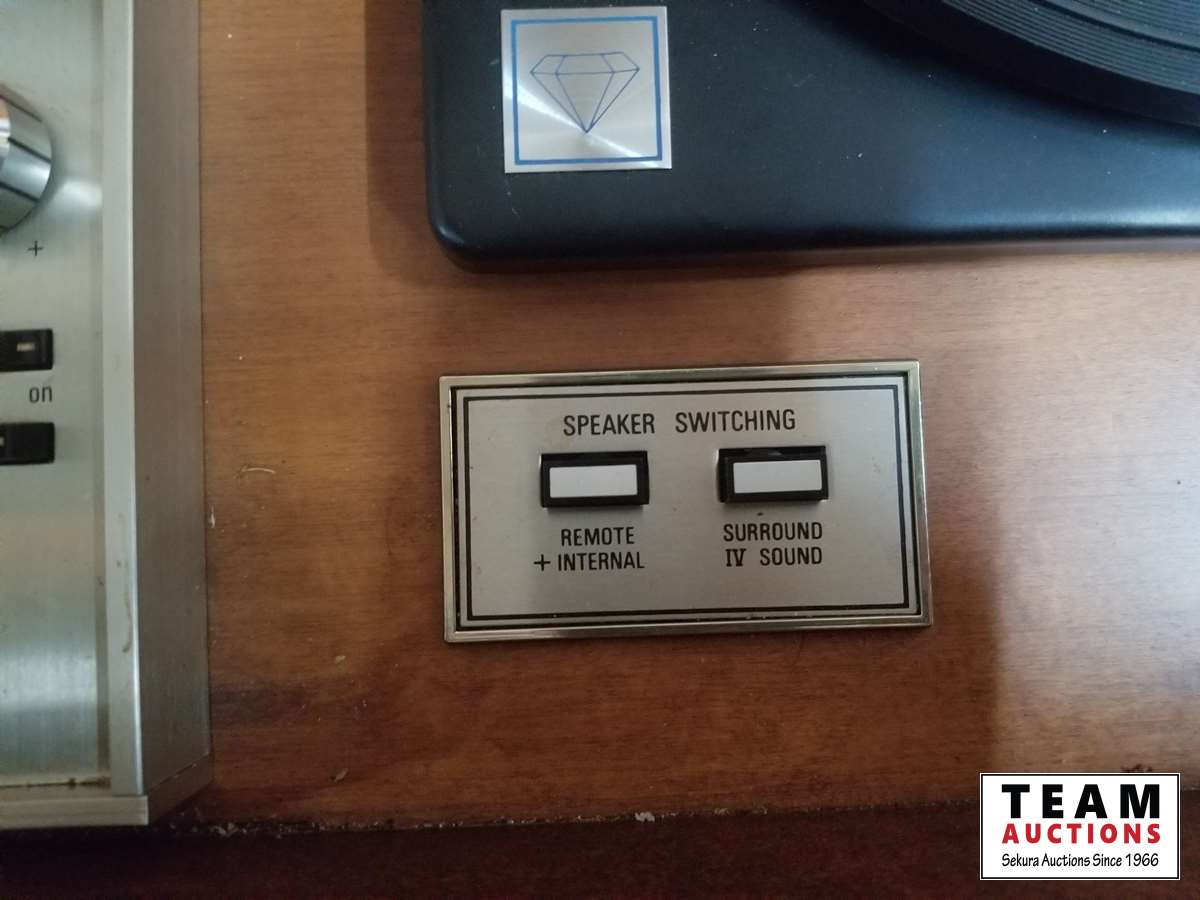 +
on
SPEAKER SWITCHING
REMOTE
+ INTERNAL
SURROUND
IV SOUND
TEAM
AUCTIONS
Sekura Auctions Since 1966